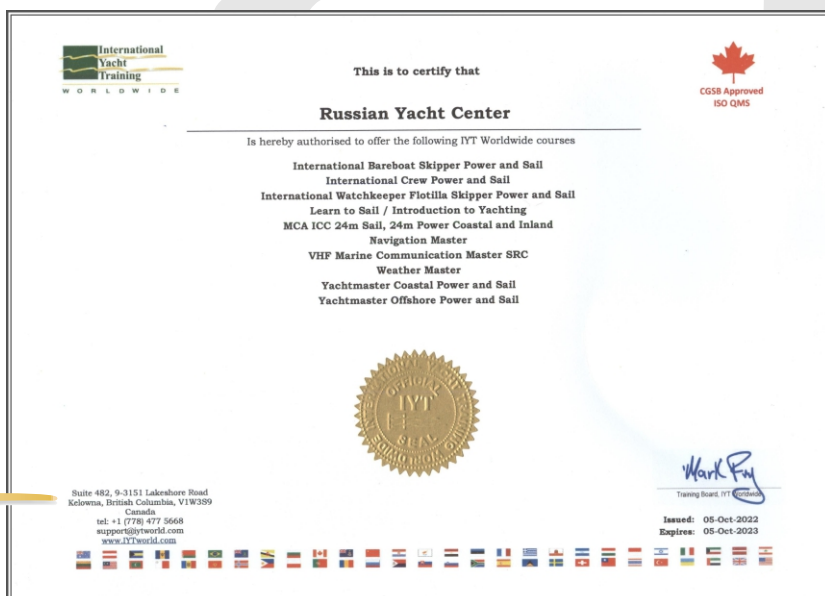 International
Yacht
Training
WORLDWIDE
This is to certify that
CGSB Approved
ISO QMS
Russian Yacht Center
Is hereby authorised to offer the following IYT Worldwide courses
International Bareboat Skipper Power and Sail
International Crew Power and Sail
International Watchkeeper Flotilla Skipper Power and Sail
Learn to Sail / Introduction to Yachting
MCA ICC 24m Sail, 24m Power Coastal and Inland
Navigation Master
VHF Marine Communication Master SRC
Weather Master
Yachtmaster Coastal Power and Sail
Yachtmaster Offshore Power and Sail
INTERNATIONAL YACHT TRAINING WORLDWIDE
OFFICIAL
IYT
SEAL
Suite 482, 9-3151 Lakeshore Road
Kelowna, British Columbia, V1W3S9
Canada
tel: +1 (778) 477 5668
support@iytworld.com
www.IYTworld.com
Mark
Training Board, IYT Worldwide
Issued: 05-Oct-2022
Expires: 05-Oct-2023